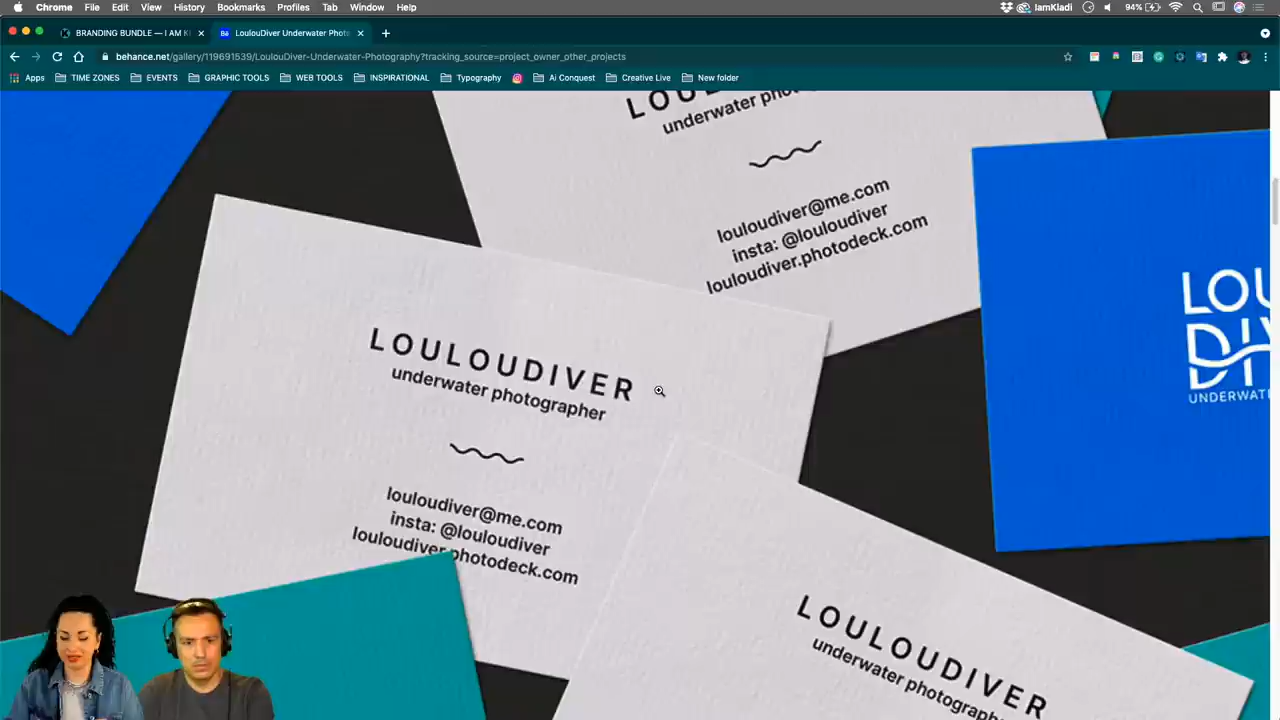 Chrome File Edit View History Bookmarks Profiles Tab Window Help
IamKladi 94%
BRANDING BUNDLE — I AM K
LoulouDiver Underwater Phot
behance.net/gallery/119691539/LoulouDiver-Underwater-Photography?tracking_source=project_owner_other_projects
Apps TIME ZONES EVENTS GRAPHIC TOOLS WEB TOOLS INSPIRATIONAL Typography Ai Conquest Creative Live New folder
underwater
louloudiver@me.com
insta: @louloudiver
louloudiver.photodeck.com
LOULOUDIVER
underwater photographer
louloudiver@me.com
insta: @louloudiver
louloudiver.photodeck.com
LOU
DIV
UNDERWAT
LOULOUDIVER
underwater photograph